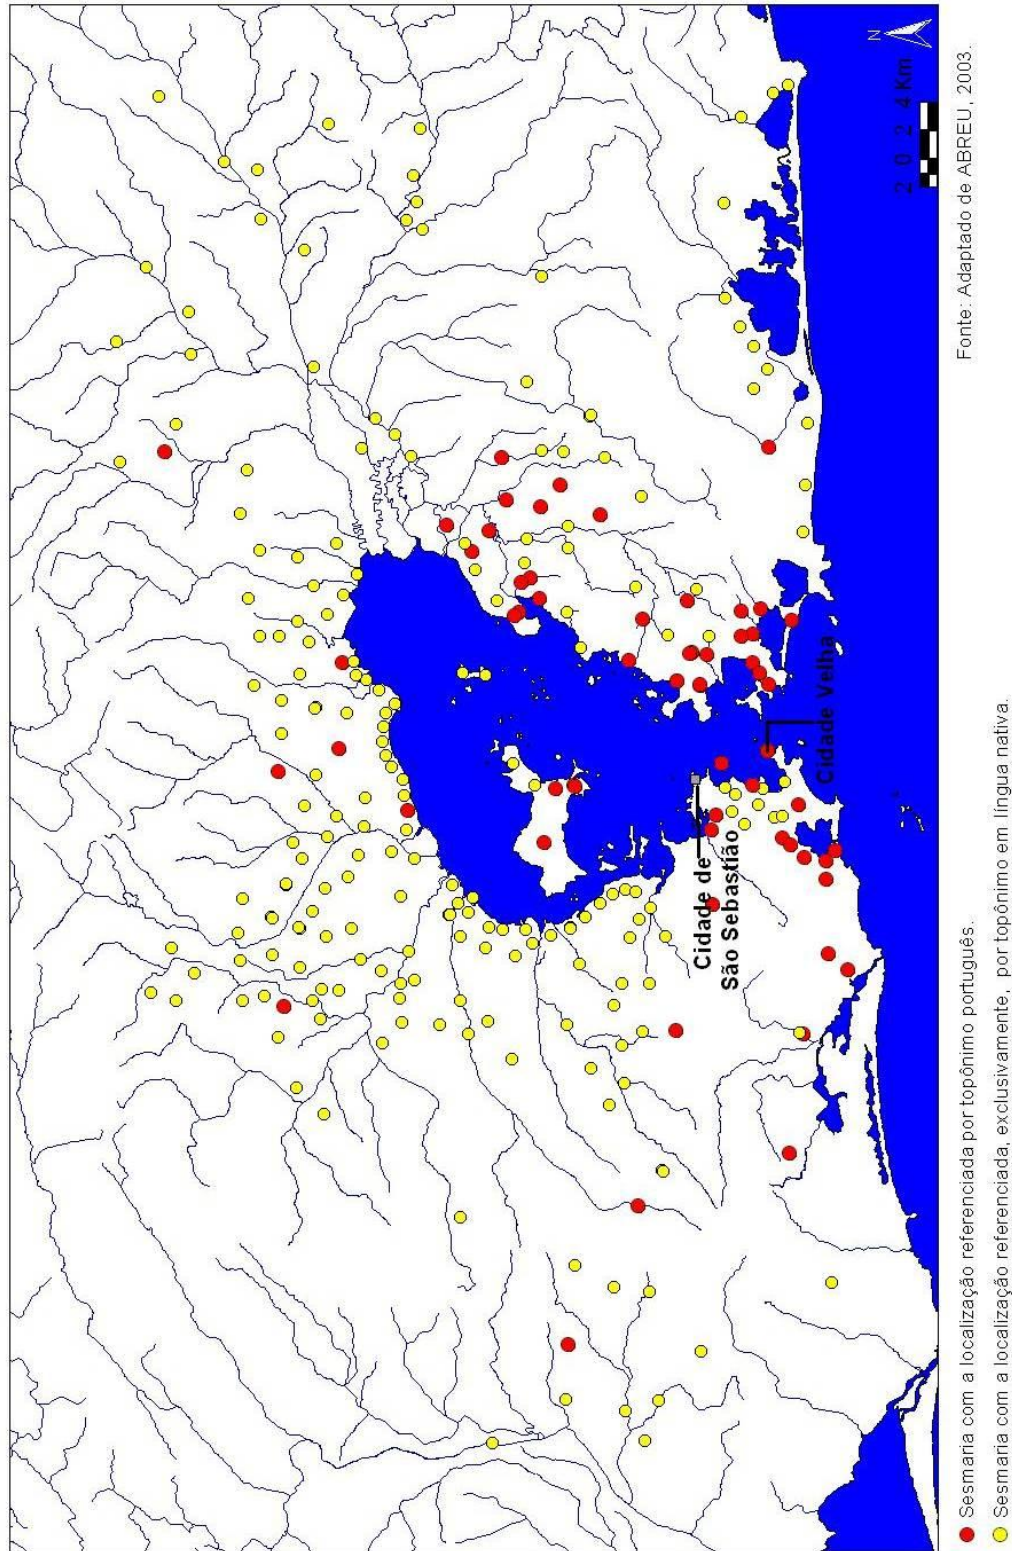 N
2 0 2 4 Km
Cidade Velha
Cidade de
São Sebastião
Fonte: Adaptado de ABREU, 2003.
Sesmaria com a localização referenciada por topônimo português.
Sesmaria com a localização referenciada, exclusivamente, por topônimo em língua nativa.